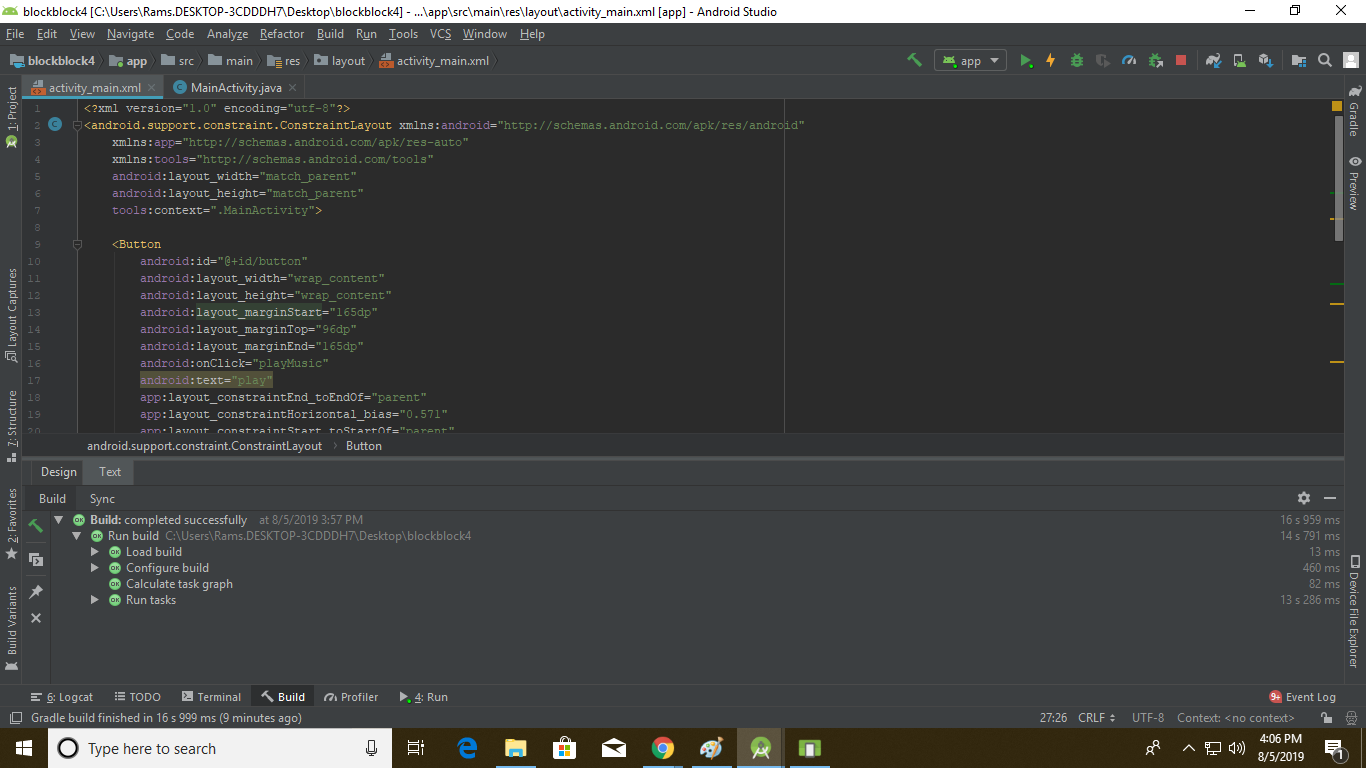 blockblock4 [C:\Users\Rams.DESKTOP-3CDDDH7\Desktop\blockblock4] - ...\app\src\main\res\layout\activity_main.xml [app] - Android Studio
File Edit View Navigate Code Analyze Refactor Build Run Tools VCS Window Help
blockblock4 app src main res layout activity_main.xml app
activity_main.xml MainActivity.java
1 <?xml version="1.0" encoding="utf-8"?>
2 <android.support.constraint.ConstraintLayout xmlns:android="http://schemas.android.com/apk/res/android"
3 xmlns:app="http://schemas.android.com/apk/res-auto"
4 xmlns:tools="http://schemas.android.com/tools"
5 android:layout_width="match_parent"
6 android:layout_height="match_parent"
7 tools:context=".MainActivity">
8
9 <Button
10 android:id="@+id/button"
11 android:layout_width="wrap_content"
12 android:layout_height="wrap_content"
13 android:layout_marginStart="165dp"
14 android:layout_marginTop="96dp"
15 android:layout_marginEnd="165dp"
16 android:onClick="playMusic"
17 android:text="play"
18 app:layout_constraintEnd_toEndOf="parent"
19 app:layout_constraintHorizontal_bias="0.571"
20 app:layout_constraintStart_toStartOf="parent"
android.support.constraint.ConstraintLayout Button
Design Text
Build Sync
Build: completed successfully at 8/5/2019 3:57 PM 16 s 959 ms
Run build C:\Users\Rams.DESKTOP-3CDDDH7\Desktop\blockblock4 14 s 791 ms
Load build 13 ms
Configure build 460 ms
Calculate task graph 82 ms
Run tasks 13 s 286 ms
1: Project
Layout Captures
7: Structure
2: Favorites
Build Variants
Gradle
Preview
Device File Explorer
6: Logcat TODO Terminal Build Profiler 4: Run 9+ Event Log
Gradle build finished in 16 s 999 ms (9 minutes ago) 27:26 CRLF UTF-8 Context: <no context>
Type here to search
4:06 PM
8/5/2019
1